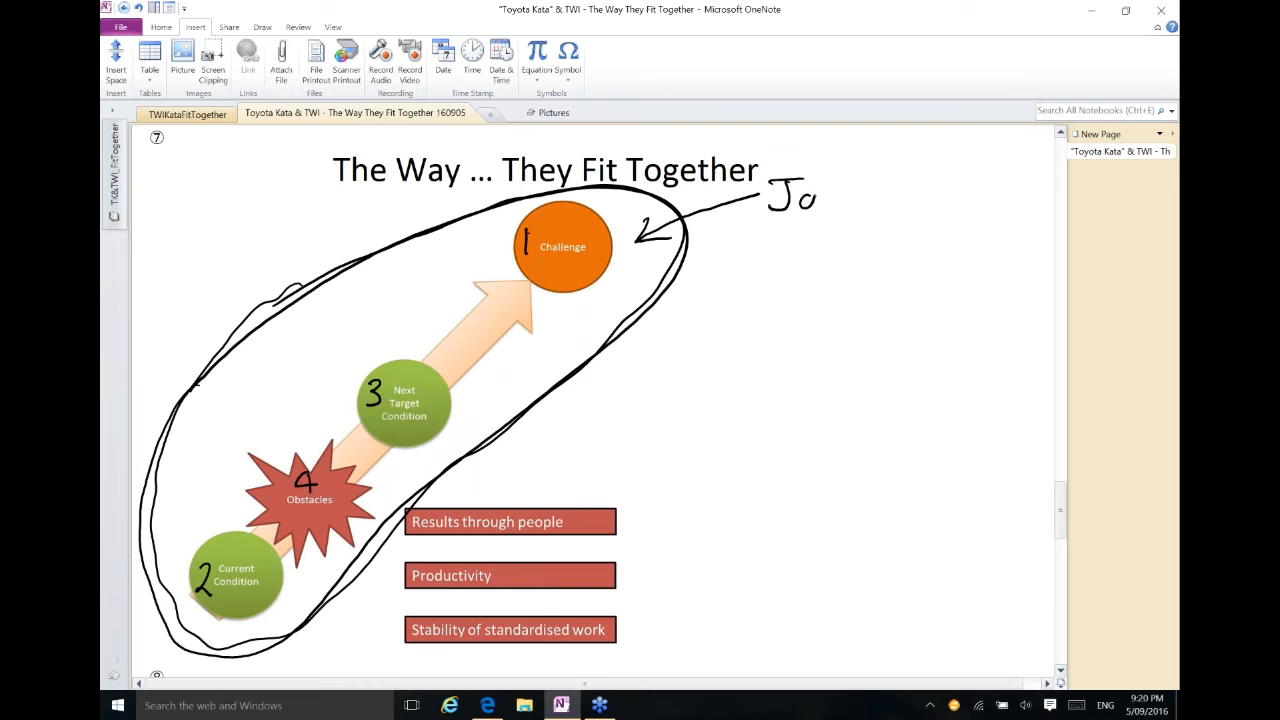 "Toyota Kata" & TWI - The Way They Fit Together - Microsoft OneNote
File Home Insert Share Draw Review View
Insert Space
Table
Picture
Screen Clipping
Link
Attach File
File Printout
Scanner Printout
Record Audio
Record Video
Date
Time
Date & Time
Equation
Symbol
Insert Tables Images Links Files Recording Time Stamp Symbols
TWIKataFitTogether
Toyota Kata & TWI - The Way They Fit Together 160905
Pictures
Search All Notebooks (Ctrl+E)
New Page
"Toyota Kata" & TWI - Th
TK&TWI_FitTogether
7
The Way ... They Fit Together
Jo
1
Challenge
3
Next
Target
Condition
4
Obstacles
2
Current
Condition
Results through people
Productivity
Stability of standardised work
Search the web and Windows
ENG
9:20 PM
5/09/2016